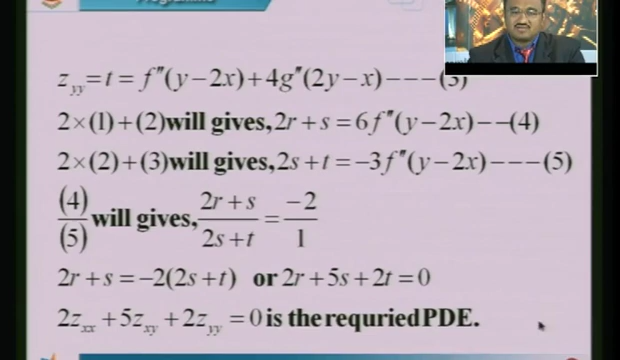 z_yy = t = f''(y−2x)+4g''(2y−x)−−−(3)
2×(1)+(2)will gives,2r+s=6f''(y−2x)−−(4)
2×(2)+(3)will gives,2s+t=−3f''(y−2x)−−−(5)
(4)/(5) will gives, (2r+s)/(2s+t) = −2/1
2r+s=−2(2s+t) or 2r+5s+2t=0
2z_xx+5z_xy+2z_yy=0 is the requried PDE.